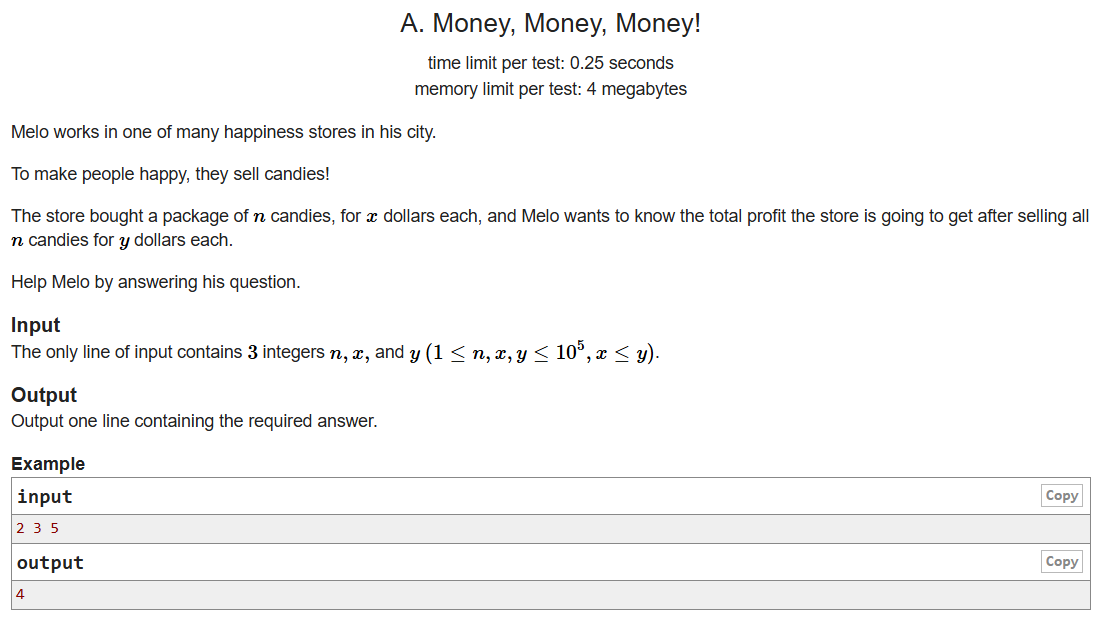 A. Money, Money, Money!
time limit per test: 0.25 seconds
memory limit per test: 4 megabytes
Melo works in one of many happiness stores in his city.
To make people happy, they sell candies!
The store bought a package of n candies, for x dollars each, and Melo wants to know the total profit the store is going to get after selling all
n candies for y dollars each.
Help Melo by answering his question.
Input
The only line of input contains 3 integers n, x, and y (1 ≤ n, x, y ≤ 10⁵, x ≤ y).
Output
Output one line containing the required answer.
Example
input Copy
2 3 5
output Copy
4